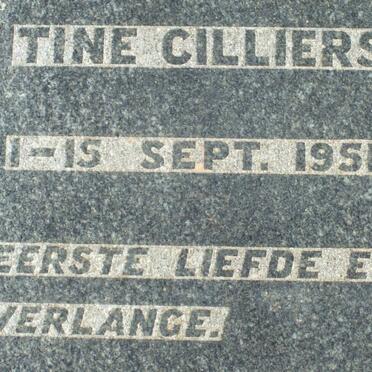 TINE CILLIERS
1-15 SEPT. 195
EERSTE LIEFDE E
VERLANGE.